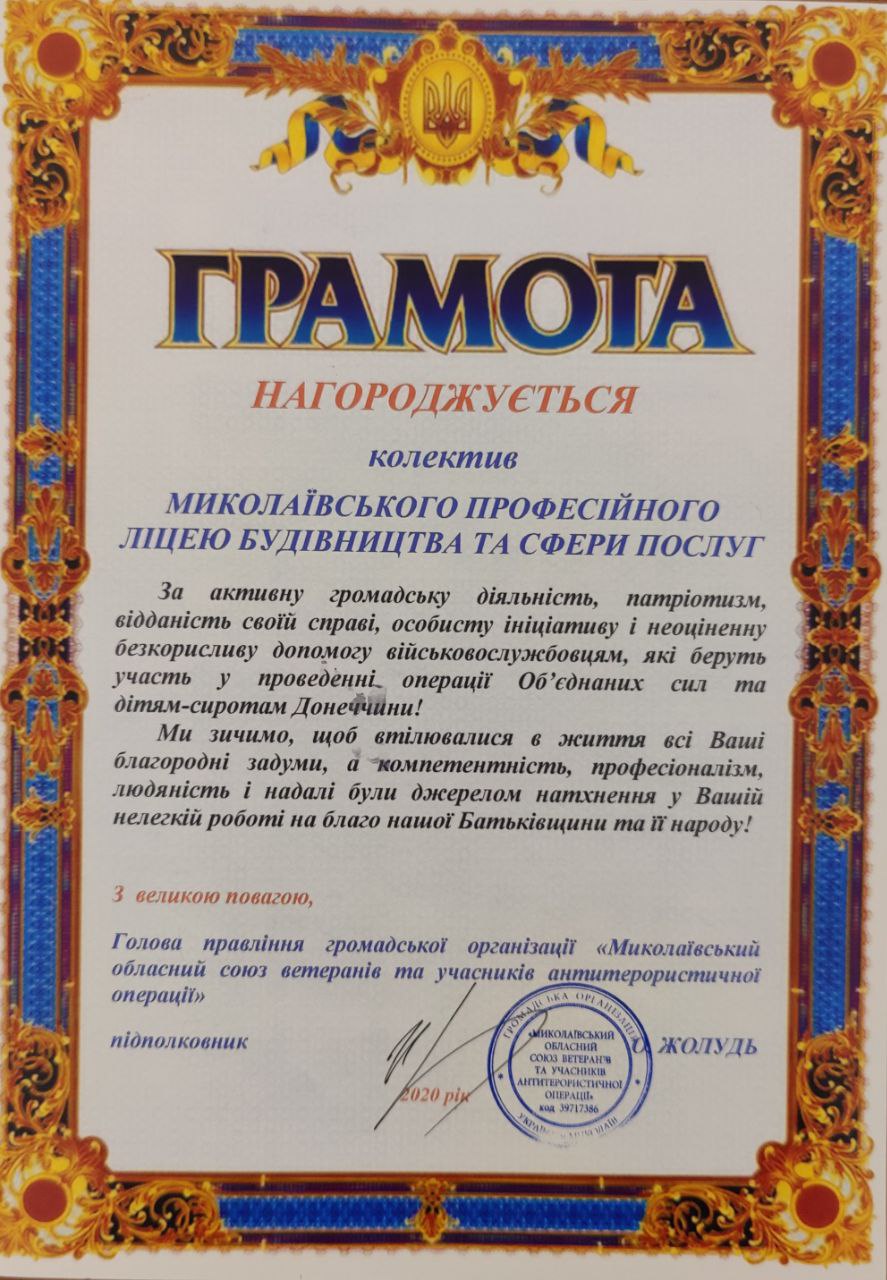 ГРАМОТА
НАГОРОДЖУЄТЬСЯ
колектив
МИКОЛАЇВСЬКОГО ПРОФЕСІЙНОГО
ЛІЦЕЮ БУДІВНИЦТВА ТА СФЕРИ ПОСЛУГ
За активну громадську діяльність, патріотизм,
відданість своїй справі, особисту ініціативу і неоціненну
безкорисливу допомогу військовослужбовцям, які беруть
участь у проведенні операції Об’єднаних сил та
дітям-сиротам Донеччини!
Ми зичимо, щоб втілювалися в життя всі Ваші
благородні задуми, а компетентність, професіоналізм,
людяність і надалі були джерелом натхнення у Вашій
нелегкій роботі на благо нашої Батьківщини та її народу!
З великою повагою,
Голова правління громадської організації «Миколаївський
обласний союз ветеранів та учасників антитерористичної
операції»
підполковник ЖОЛУДЬ
2020 рік
ГРОМАДСЬКА ОРГАНІЗАЦІЯ
«МИКОЛАЇВСЬКИЙ
ОБЛАСНИЙ
СОЮЗ ВЕТЕРАНІВ
ТА УЧАСНИКІВ
АНТИТЕРОРИСТИЧНОЇ
ОПЕРАЦІЇ»
код 39717386